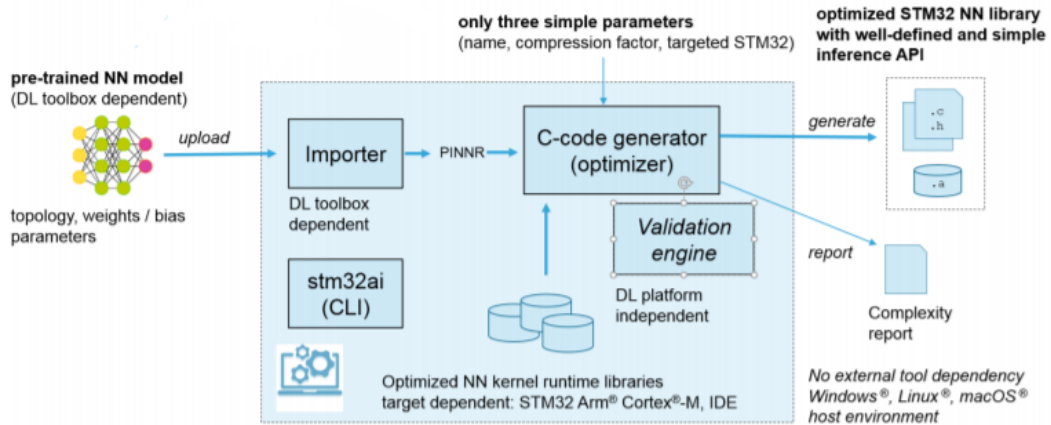 only three simple parameters
(name, compression factor, targeted STM32)
optimized STM32 NN library
with well-defined and simple
inference API
pre-trained NN model
(DL toolbox dependent)
upload
topology, weights / bias
parameters
Importer
DL toolbox
dependent
PINNR
C-code generator
(optimizer)
Validation
engine
DL platform
independent
stm32ai
(CLI)
Optimized NN kernel runtime libraries
target dependent: STM32 Arm® Cortex®-M, IDE
generate
.c
.h
.a
report
Complexity
report
No external tool dependency
Windows®, Linux®, macOS®
host environment